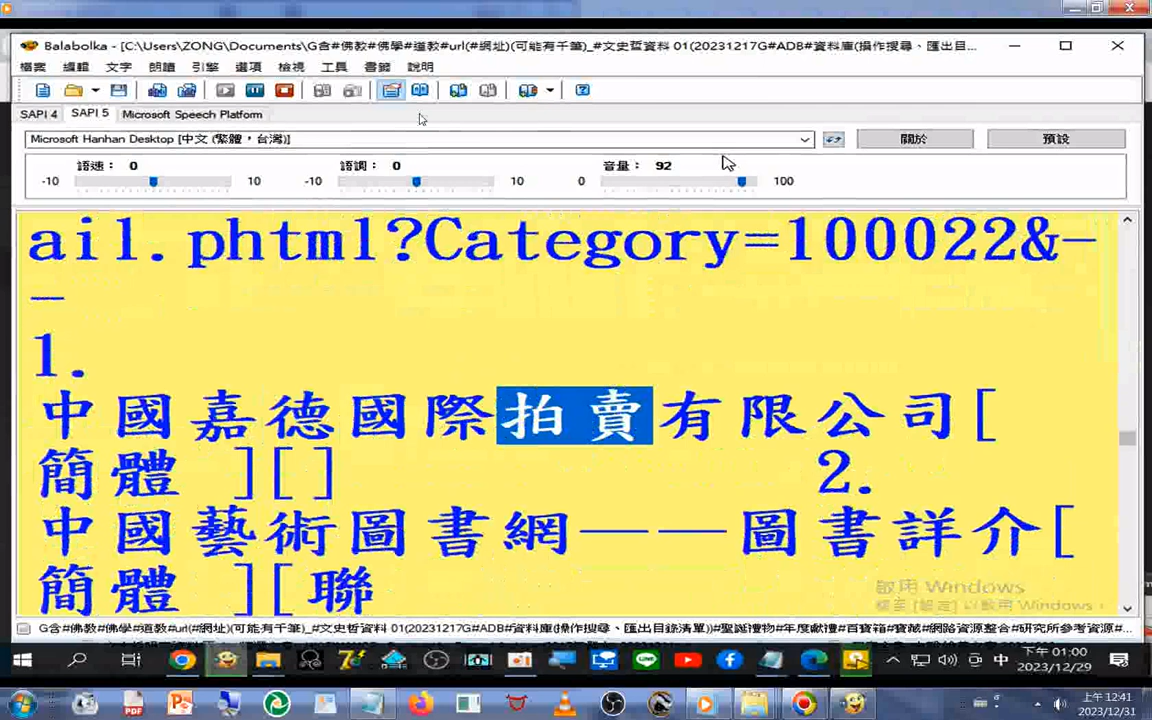 Balabolka - [C:\Users\ZONG\Documents\G含#佛教#佛學#道教#url(#網址)(可能有千筆)_#文史哲資料 01(20231217G#ADB#資料庫(操作搜尋、匯出目...
檔案 編輯 文字 朗讀 引擎 選項 檢視 工具 書籤 說明
SAPI 4 SAPI 5 Microsoft Speech Platform
Microsoft Hanhan Desktop [中文 (繁體，台灣)] 關於 預設
語速： 0 語調： 0 音量： 92
-10 10 -10 10 0 100
ail.phtml?Category=100022&-
-
1.
中國嘉德國際拍賣有限公司[
簡體 ][] 2.
中國藝術圖書網———圖書詳介[
簡體 ][聯
啟用 Windows
移至 [設定] 以啟用 Windows。
G含#佛教#佛學#道教#url(#網址)(可能有千筆)_#文史哲資料 01(20231217G#ADB#資料庫(操作搜尋、匯出目錄清單))#聖誕禮物#年度獻禮#百寶箱#寶藏#網路資源整合#研究所參考資源#...
中 下午 01:00
2023/12/29
上午 12:41
2023/12/31